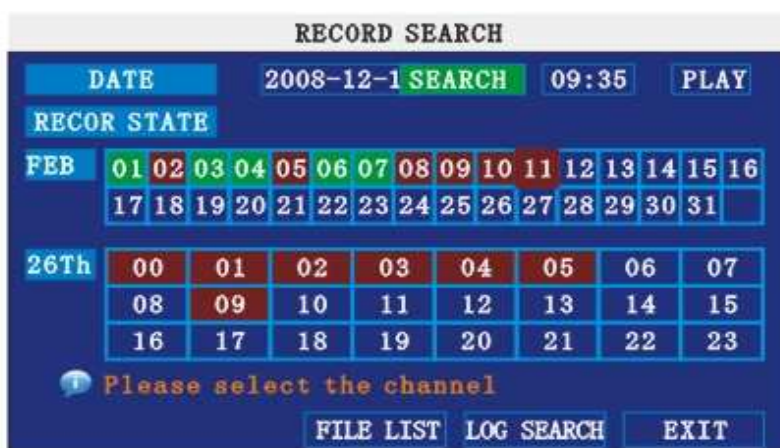 RECORD SEARCH
DATE 2008-12-1 SEARCH 09:35 PLAY
RECOR STATE
FEB 01 02 03 04 05 06 07 08 09 10 11 12 13 14 15 16
17 18 19 20 21 22 23 24 25 26 27 28 29 30 31
26Th 00 01 02 03 04 05 06 07
08 09 10 11 12 13 14 15
16 17 18 19 20 21 22 23
Please select the channel
FILE LIST LOG SEARCH EXIT